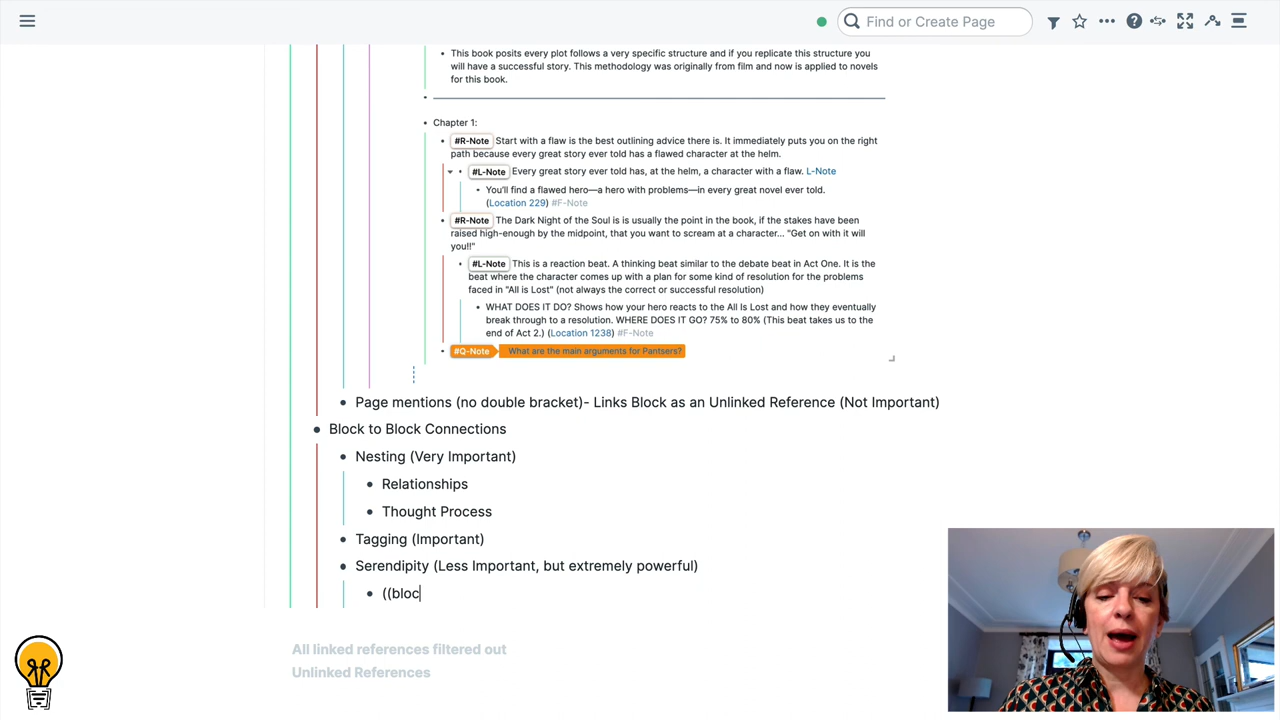 Find or Create Page
This book posits every plot follows a very specific structure and if you replicate this structure you
will have a successful story. This methodology was originally from film and now is applied to novels
for this book.
Chapter 1:
#R-Note Start with a flaw is the best outlining advice there is. It immediately puts you on the right
path because every great story ever told has a flawed character at the helm.
#L-Note Every great story ever told has, at the helm, a character with a flaw. L-Note
You'll find a flawed hero—a hero with problems—in every great novel ever told.
(Location 229) #F-Note
#R-Note The Dark Night of the Soul is is usually the point in the book, if the stakes have been
raised high-enough by the midpoint, that you want to scream at a character... "Get on with it will
you!!"
#L-Note This is a reaction beat. A thinking beat similar to the debate beat in Act One. It is the
beat where the character comes up with a plan for some kind of resolution for the problems
faced in "All is Lost" (not always the correct or successful resolution)
WHAT DOES IT DO? Shows how your hero reacts to the All Is Lost and how they eventually
break through to a resolution. WHERE DOES IT GO? 75% to 80% (This beat takes us to the
end of Act 2.) (Location 1238) #F-Note
#Q-Note What are the main arguments for Pantsers?
Page mentions (no double bracket)- Links Block as an Unlinked Reference (Not Important)
Block to Block Connections
Nesting (Very Important)
Relationships
Thought Process
Tagging (Important)
Serendipity (Less Important, but extremely powerful)
((bloc
All linked references filtered out
Unlinked References